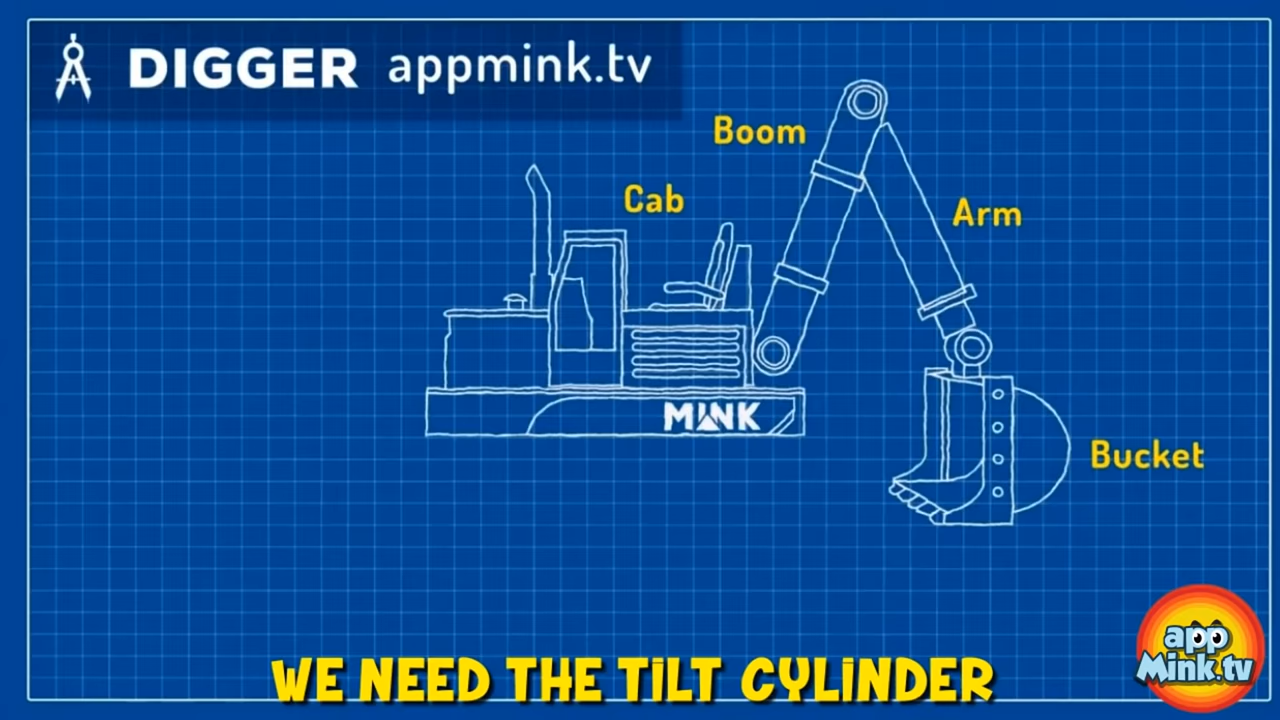 DIGGER appmink.tv
Boom
Cab
Arm
MINK
Bucket
app
Mink.tv
WE NEED THE TILT CYLINDER